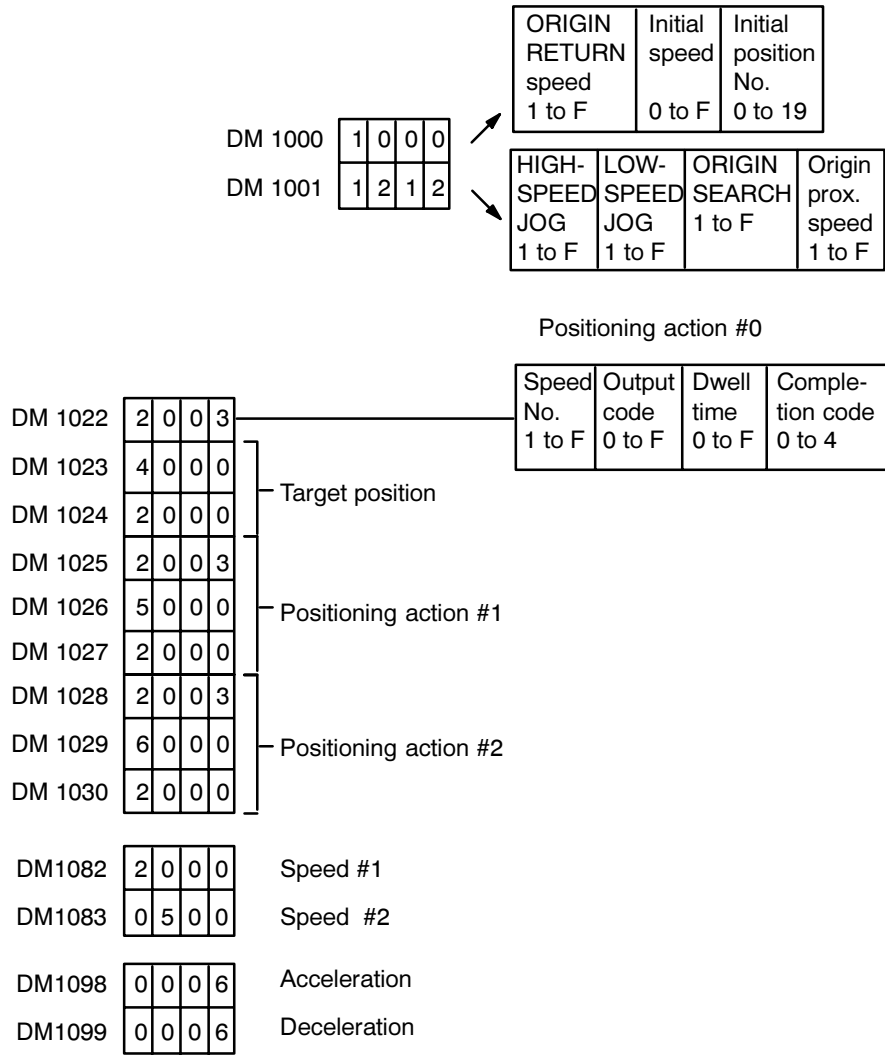 ORIGIN RETURN speed 1 to F
Initial speed 0 to F
Initial position No. 0 to 19
DM 1000 1 0 0 0
DM 1001 1 2 1 2
HIGH-SPEED JOG 1 to F
LOW-SPEED JOG 1 to F
ORIGIN SEARCH 1 to F
Origin prox. speed 1 to F
Positioning action #0
Speed No. 1 to F
Output code 0 to F
Dwell time 0 to F
Comple-tion code 0 to 4
DM 1022 2 0 0 3
DM 1023 4 0 0 0
Target position
DM 1024 2 0 0 0
DM 1025 2 0 0 3
DM 1026 5 0 0 0
Positioning action #1
DM 1027 2 0 0 0
DM 1028 2 0 0 3
DM 1029 6 0 0 0
Positioning action #2
DM 1030 2 0 0 0
DM1082 2 0 0 0 Speed #1
DM1083 0 5 0 0 Speed #2
DM1098 0 0 0 6 Acceleration
DM1099 0 0 0 6 Deceleration